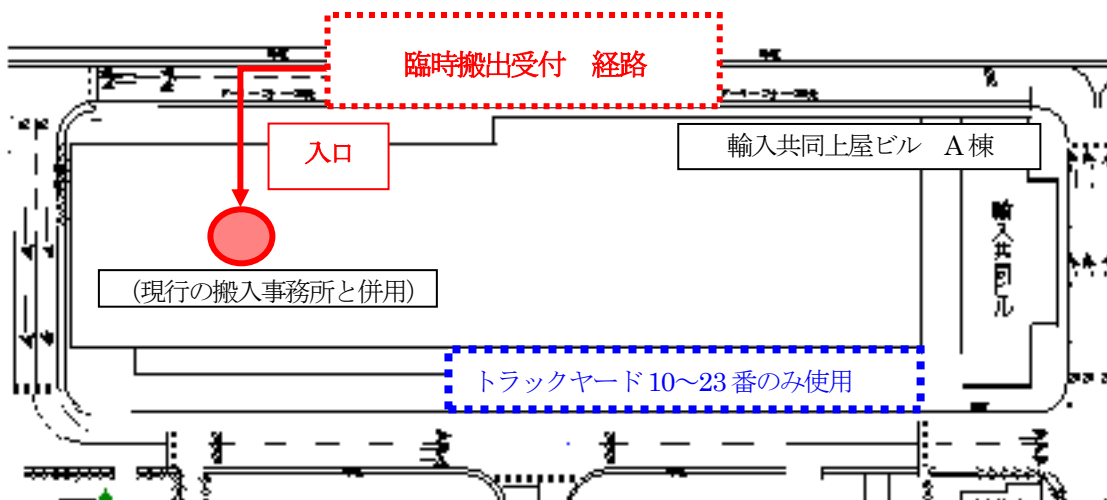 臨時搬出受付　経路
入口
輸入共同上屋ビル　A棟
(現行の搬入事務所と併用)
輸入共同ビル
トラックヤード10～23番のみ使用